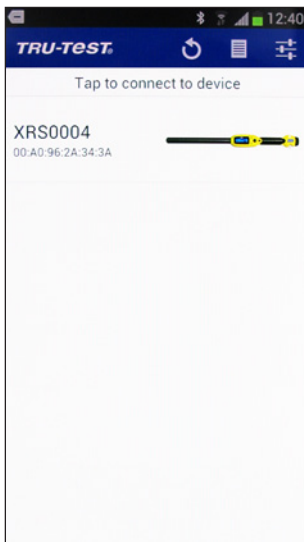 12:40
TRU-TEST.
Tap to connect to device
XRS0004
00:A0:96:2A:34:3A